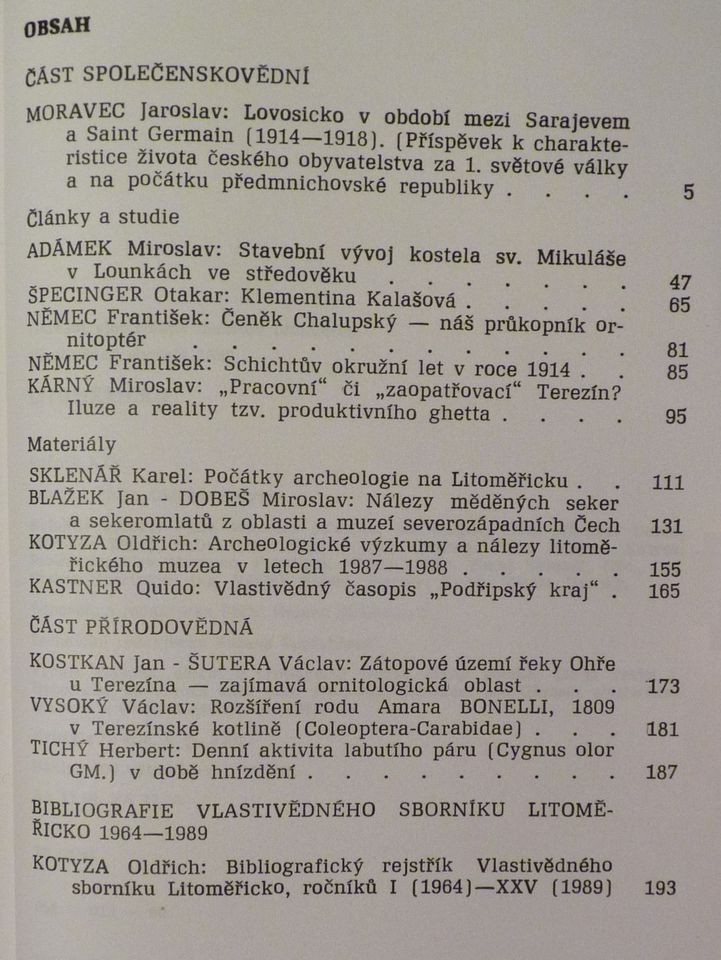 OBSAH
ČÁST SPOLEČENSKOVĚDNÍ
MORAVEC Jaroslav: Lovosicko v období mezi Sarajevem
a Saint Germain (1914—1918). (Příspěvek k charakte-
ristice života českého obyvatelstva za 1. světové války
a na počátku předmnichovské republiky . . . . 5
Články a studie
ADÁMEK Miroslav: Stavební vývoj kostela sv. Mikuláše
v Lounkách ve středověku . . . . . . . 47
ŠPECINGER Otakar: Klementina Kalašová . . . . . 65
NĚMEC František: Čeněk Chalupský — náš průkopník or-
nitoptér . . . . . . . . . . . . 81
NĚMEC František: Schichtův okružní let v roce 1914 . . 85
KÁRNÝ Miroslav: „Pracovní“ či „zaopatřovací“ Terezín?
Iluze a reality tzv. produktivního ghetta . . . . 95
Materiály
SKLENÁŘ Karel: Počátky archeologie na Litoměřicku . . 111
BLAŽEK Jan - DOBEŠ Miroslav: Nálezy měděných seker
a sekeromlatů z oblasti a muzeí severozápadních Čech 131
KOTYZA Oldřich: Archeologické výzkumy a nálezy litomě-
řického muzea v letech 1987—1988 . . . . . 155
KASTNER Quido: Vlastivědný časopis „Podřipský kraj“ . 165
ČÁST PŘÍRODOVĚDNÁ
KOSTKAN Jan - ŠUTERA Václav: Zátopové území řeky Ohře
u Terezína — zajímavá ornitologická oblast . . . 173
VYSOKÝ Václav: Rozšíření rodu Amara BONELLI, 1809
v Terezínské kotlině (Coleoptera-Carabidae) . . . 181
TICHÝ Herbert: Denní aktivita labutího páru (Cygnus olor
GM.) v době hnízdění . . . . . . . . . 187
BIBLIOGRAFIE VLASTIVĚDNÉHO SBORNÍKU LITOMĚ-
ŘICKO 1964—1989
KOTYZA Oldřich: Bibliografický rejstřík Vlastivědného
sborníku Litoměřicko, ročníků I (1964)—XXV (1989) 193